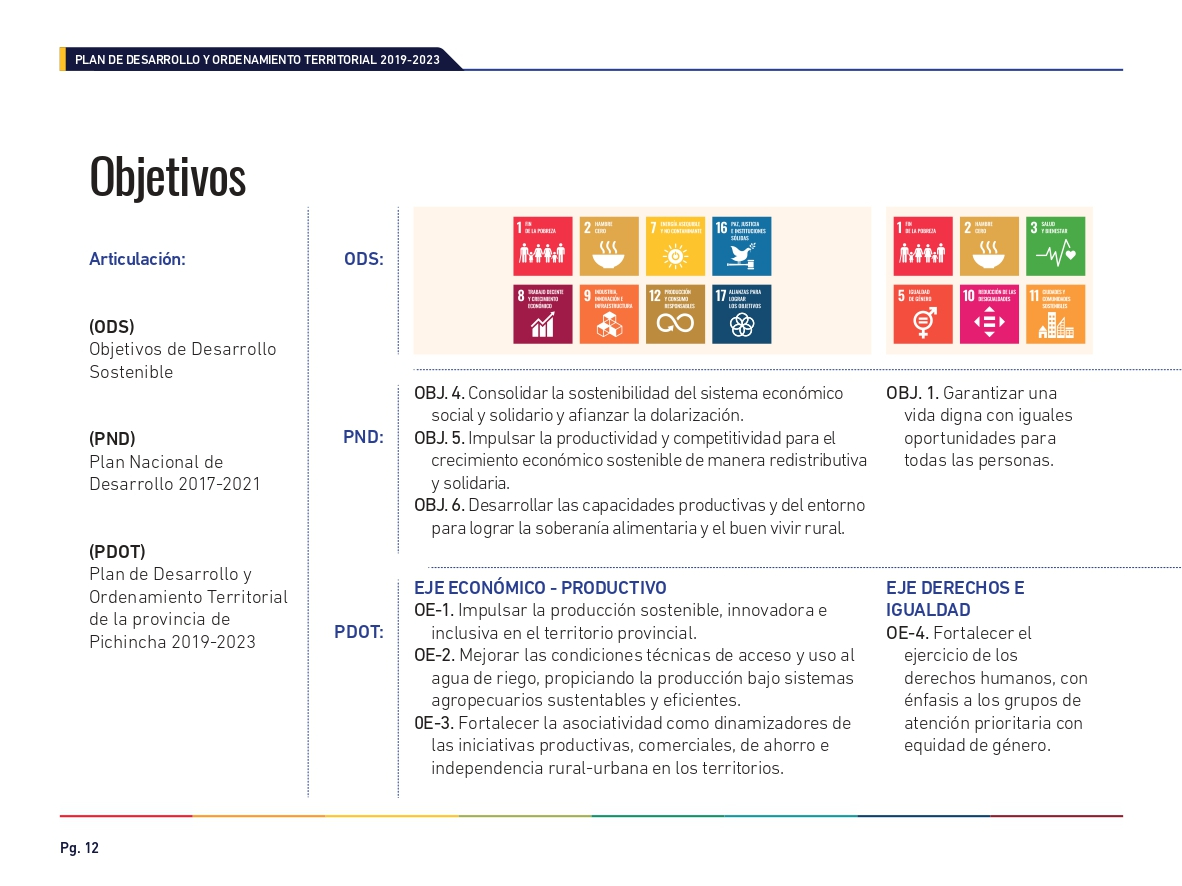 PLAN DE DESARROLLO Y ORDENAMIENTO TERRITORIAL 2019-2023
Objetivos
Articulación:
(ODS)
Objetivos de Desarrollo
Sostenible
(PND)
Plan Nacional de
Desarrollo 2017-2021
(PDOT)
Plan de Desarrollo y
Ordenamiento Territorial
de la provincia de
Pichincha 2019-2023
ODS:
1 FIN
DE LA POBREZA
2 HAMBRE
CERO
7 ENERGÍA ASEQUIBLE
Y NO CONTAMINANTE
16 PAZ, JUSTICIA
E INSTITUCIONES
SÓLIDAS
8 TRABAJO DECENTE
Y CRECIMIENTO
ECONÓMICO
9 INDUSTRIA,
INNOVACIÓN E
INFRAESTRUCTURA
12 PRODUCCIÓN
Y CONSUMO
RESPONSABLES
17 ALIANZAS PARA
LOGRAR
LOS OBJETIVOS
1 FIN
DE LA POBREZA
2 HAMBRE
CERO
3 SALUD
Y BIENESTAR
5 IGUALDAD
DE GÉNERO
10 REDUCCIÓN DE LAS
DESIGUALDADES
11 CIUDADES Y
COMUNIDADES
SOSTENIBLES
PND:
OBJ. 4. Consolidar la sostenibilidad del sistema económico
social y solidario y afianzar la dolarización.
OBJ. 5. Impulsar la productividad y competitividad para el
crecimiento económico sostenible de manera redistributiva
y solidaria.
OBJ. 6. Desarrollar las capacidades productivas y del entorno
para lograr la soberanía alimentaria y el buen vivir rural.
OBJ. 1. Garantizar una
vida digna con iguales
oportunidades para
todas las personas.
PDOT:
EJE ECONÓMICO - PRODUCTIVO
OE-1. Impulsar la producción sostenible, innovadora e
inclusiva en el territorio provincial.
OE-2. Mejorar las condiciones técnicas de acceso y uso al
agua de riego, propiciando la producción bajo sistemas
agropecuarios sustentables y eficientes.
0E-3. Fortalecer la asociatividad como dinamizadores de
las iniciativas productivas, comerciales, de ahorro e
independencia rural-urbana en los territorios.
EJE DERECHOS E
IGUALDAD
OE-4. Fortalecer el
ejercicio de los
derechos humanos, con
énfasis a los grupos de
atención prioritaria con
equidad de género.
Pg. 12